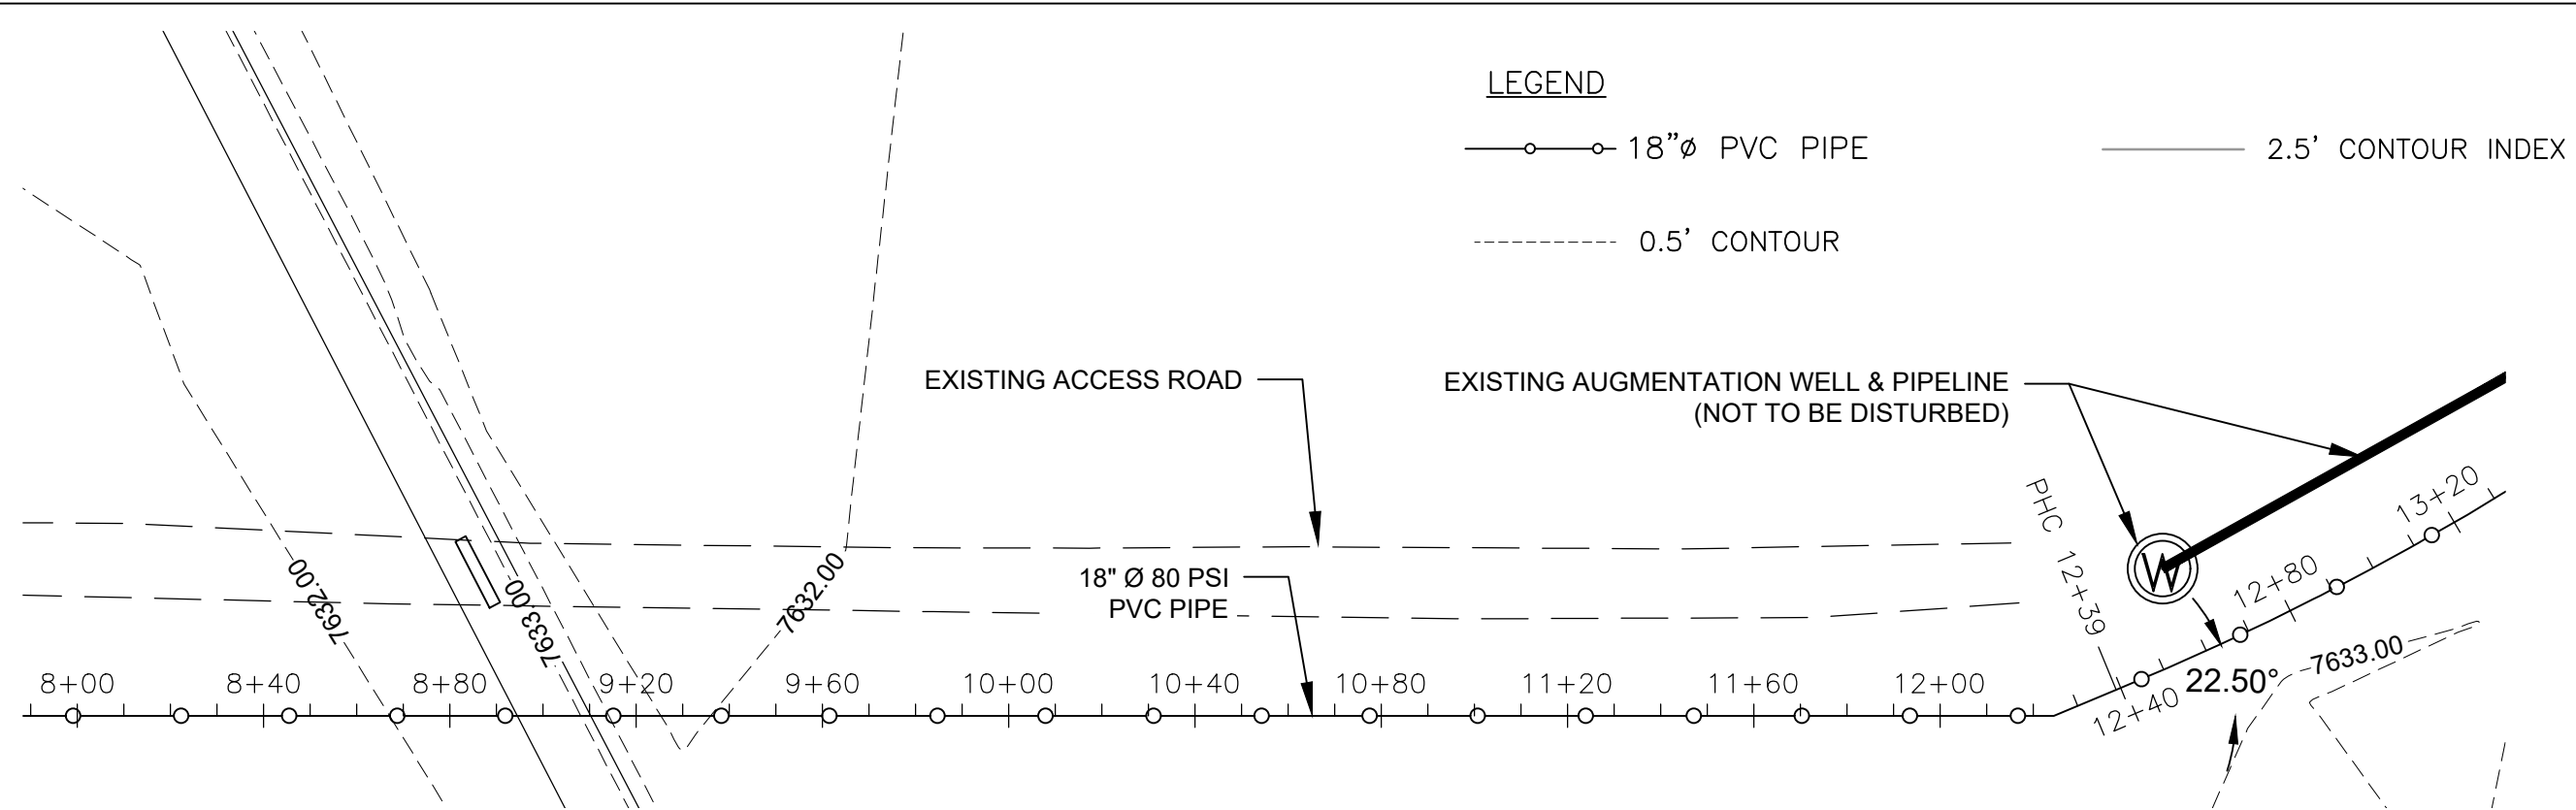 LEGEND
18"ø PVC PIPE
2.5' CONTOUR INDEX
0.5' CONTOUR
EXISTING ACCESS ROAD
EXISTING AUGMENTATION WELL & PIPELINE
(NOT TO BE DISTURBED)
18" Ø 80 PSI
PVC PIPE
7632.00
7633.00
7632.00
PHC 12+39
W
13+20
12+80
7633.00
22.50°
12+40
8+00
8+40
8+80
9+20
9+60
10+00
10+40
10+80
11+20
11+60
12+00